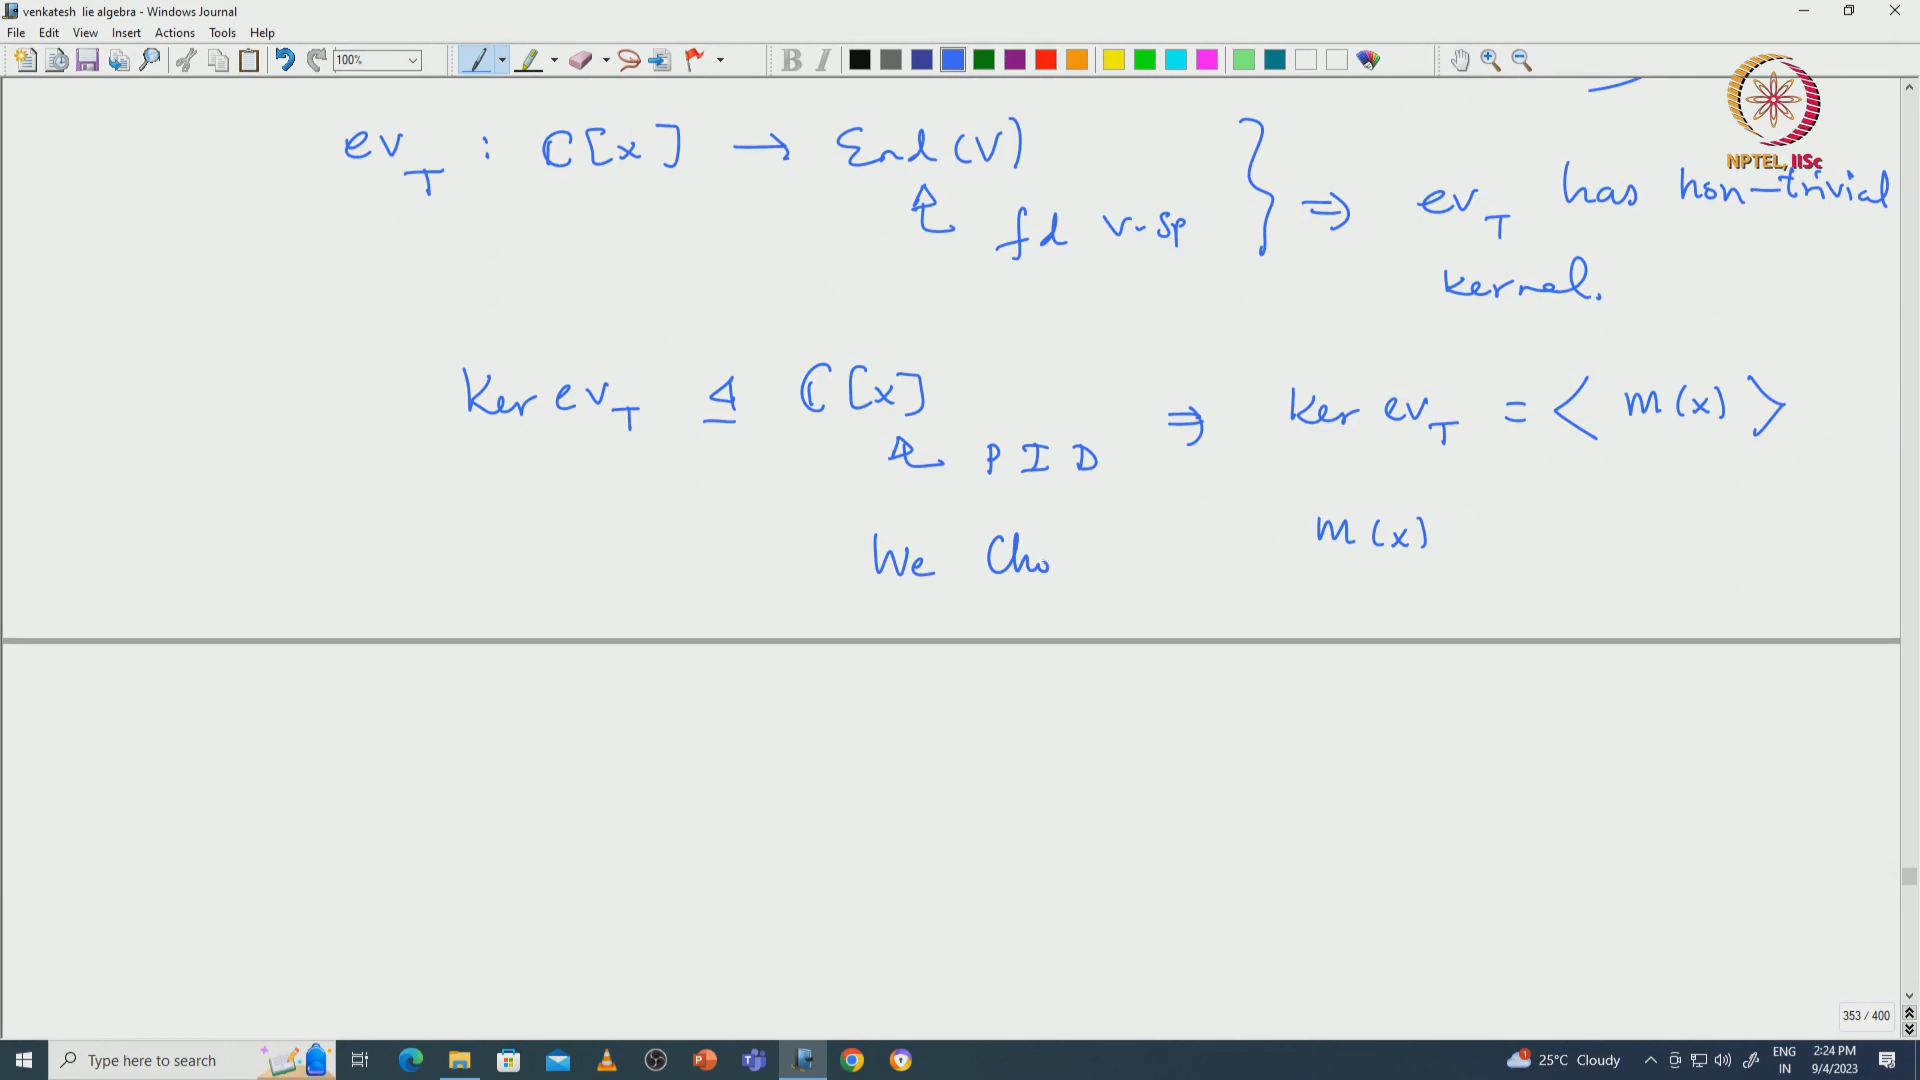 venkatesh lie algebra - Windows Journal
File Edit View Insert Actions Tools Help
100%
B I
NPTEL, IISc
ev_T : ℂ[x] → End(V) } ⇒ ev_T has non-trivial
fd v.sp
kernel.
Ker ev_T ⊴ ℂ[x] ⇒ Ker ev_T = < m(x) >
PID
m(x)
We Cho
353 / 400
Type here to search
25°C Cloudy
ENG
IN
2:24 PM
9/4/2023